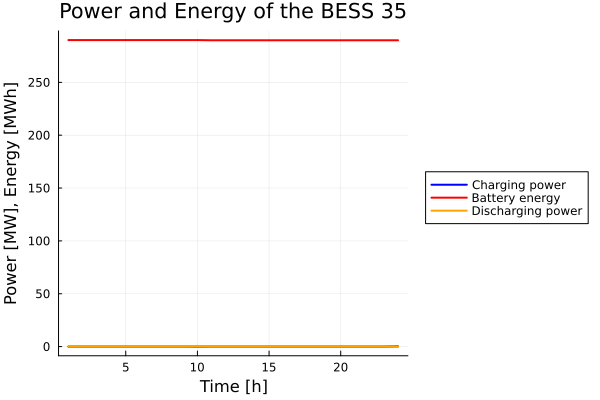 Power and Energy of the BESS 35
Power [MW], Energy [MWh]
250
200
150
100
50
0
5 10 15 20
Time [h]
Charging power
Battery energy
Discharging power